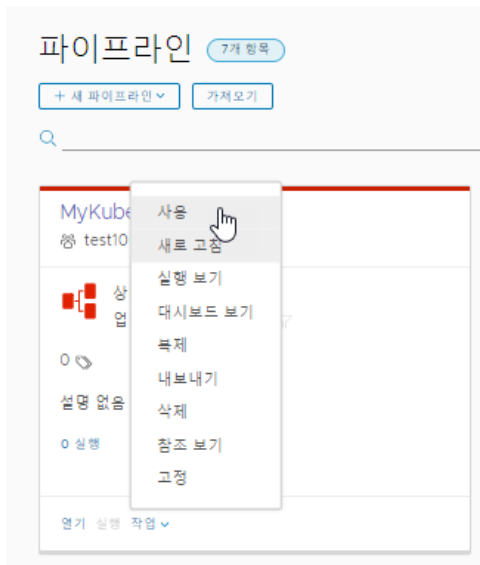 파이프라인 7개 항목
+ 새 파이프라인 가져오기
MyKube
test10
사용
새로 고침
실행 보기
대시보드 보기
복제
내보내기
삭제
참조 보기
고정
상
업
0
설명 없음
0 실행
열기 실행 작업